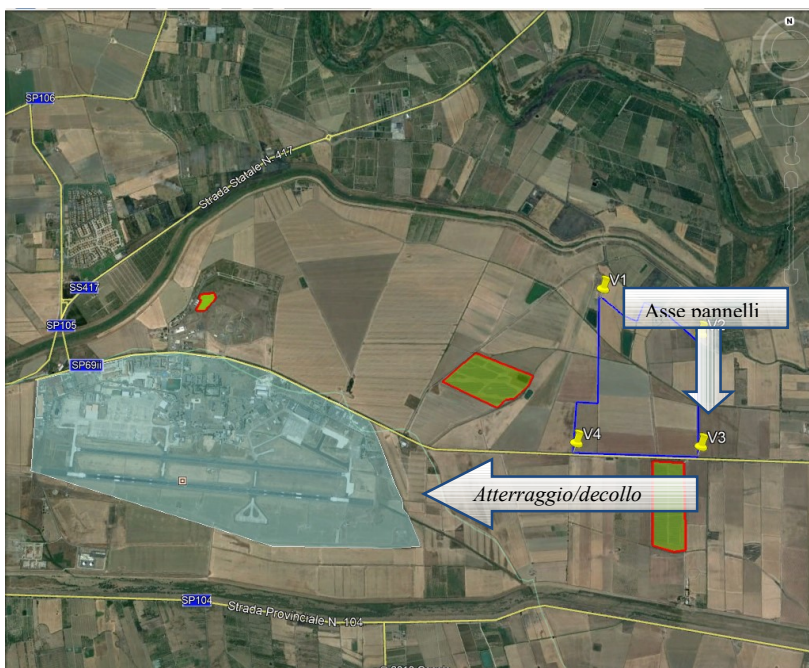 N
SP106
Strada Statale N. 417
V1
SS417
Asse pannelli
V2
SP105
SP69ii
V4
V3
Atterraggio/decollo
SP104
Strada Provinciale N. 104